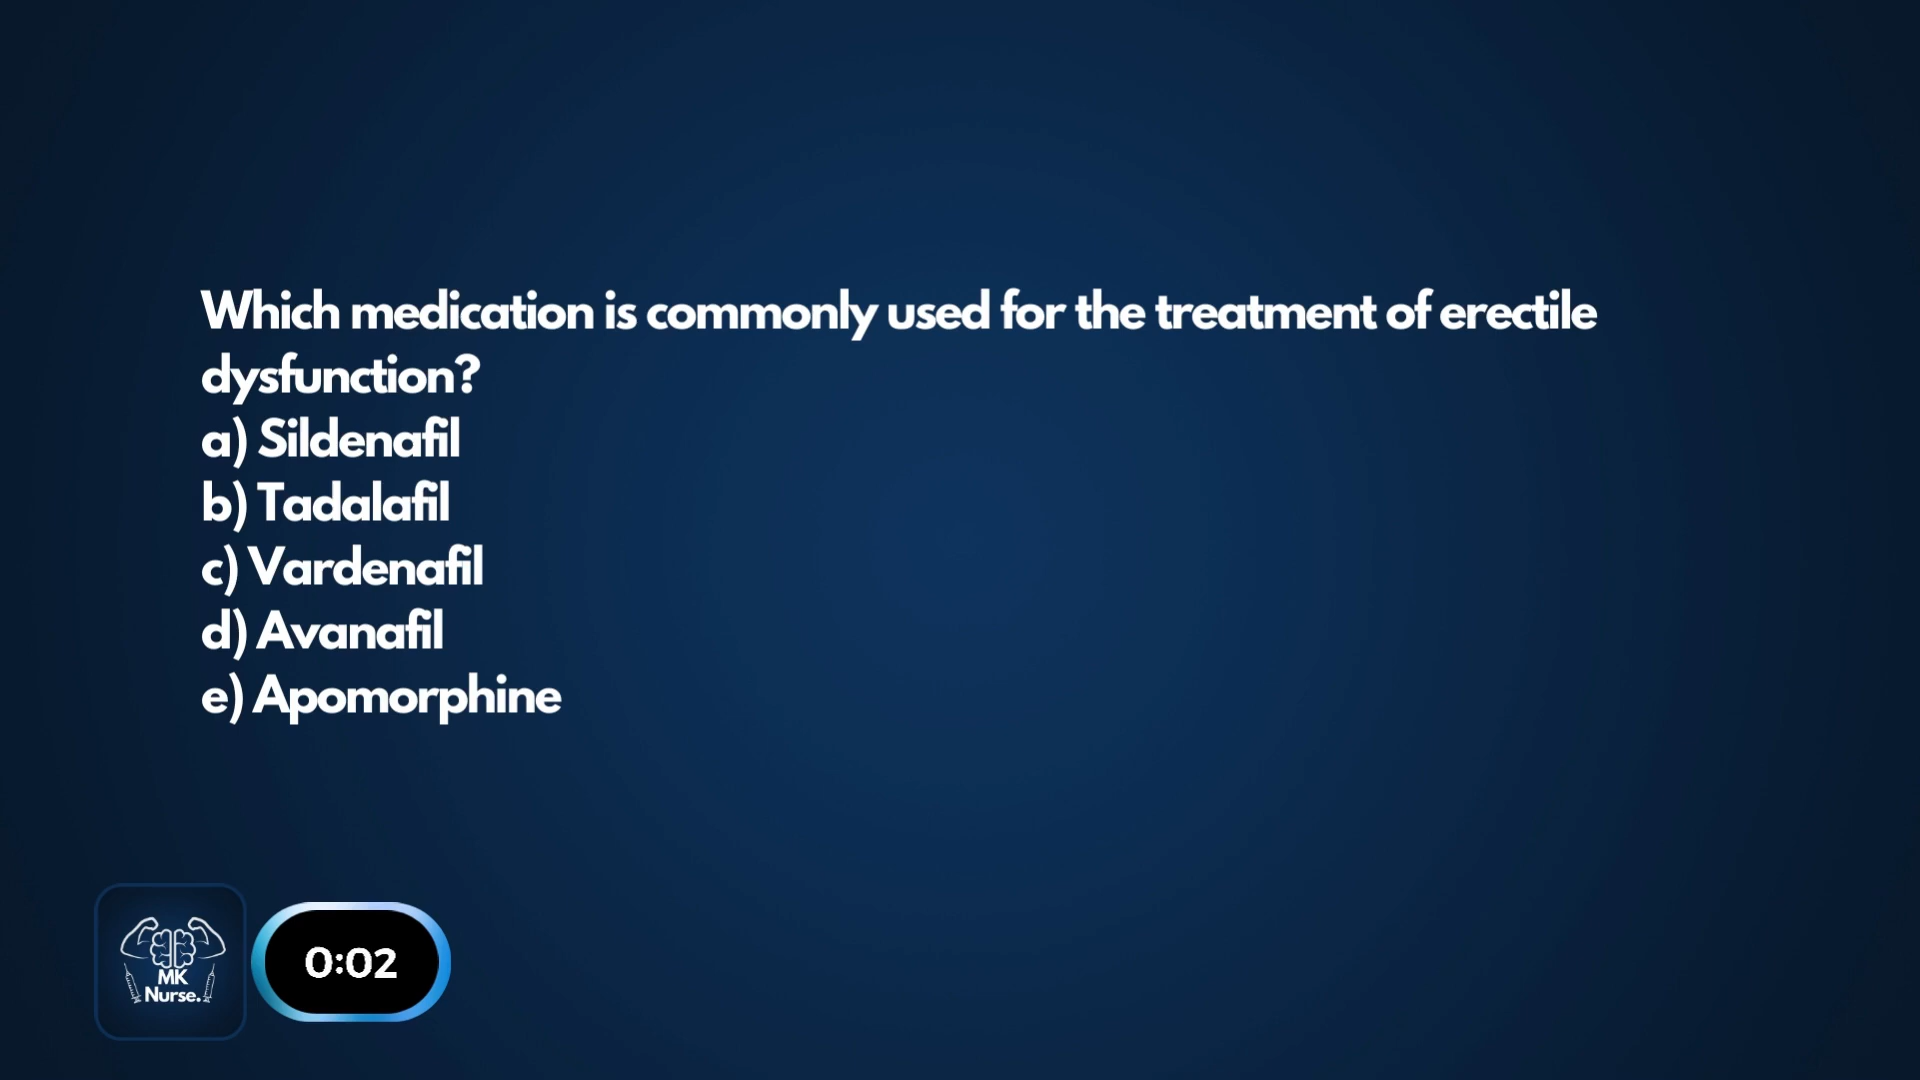 Which medication is commonly used for the treatment of erectile
dysfunction?
a) Sildenafil
b) Tadalafil
c) Vardenafil
d) Avanafil
e) Apomorphine
MK
Nurse.
0:02